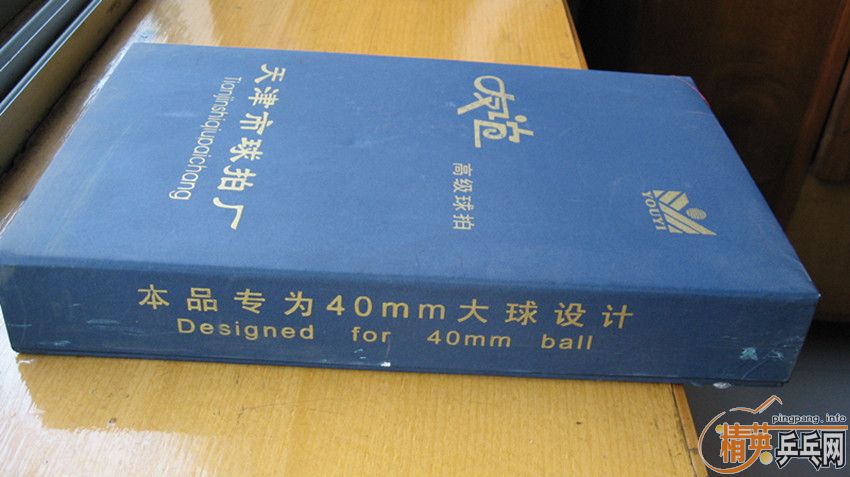 友谊
高级球拍
YOUYI
天津市球拍厂
Tianjinshiqiupaichang
本品专为40mm大球设计
Designed for 40mm ball
pingpang.info
精英乒乓网